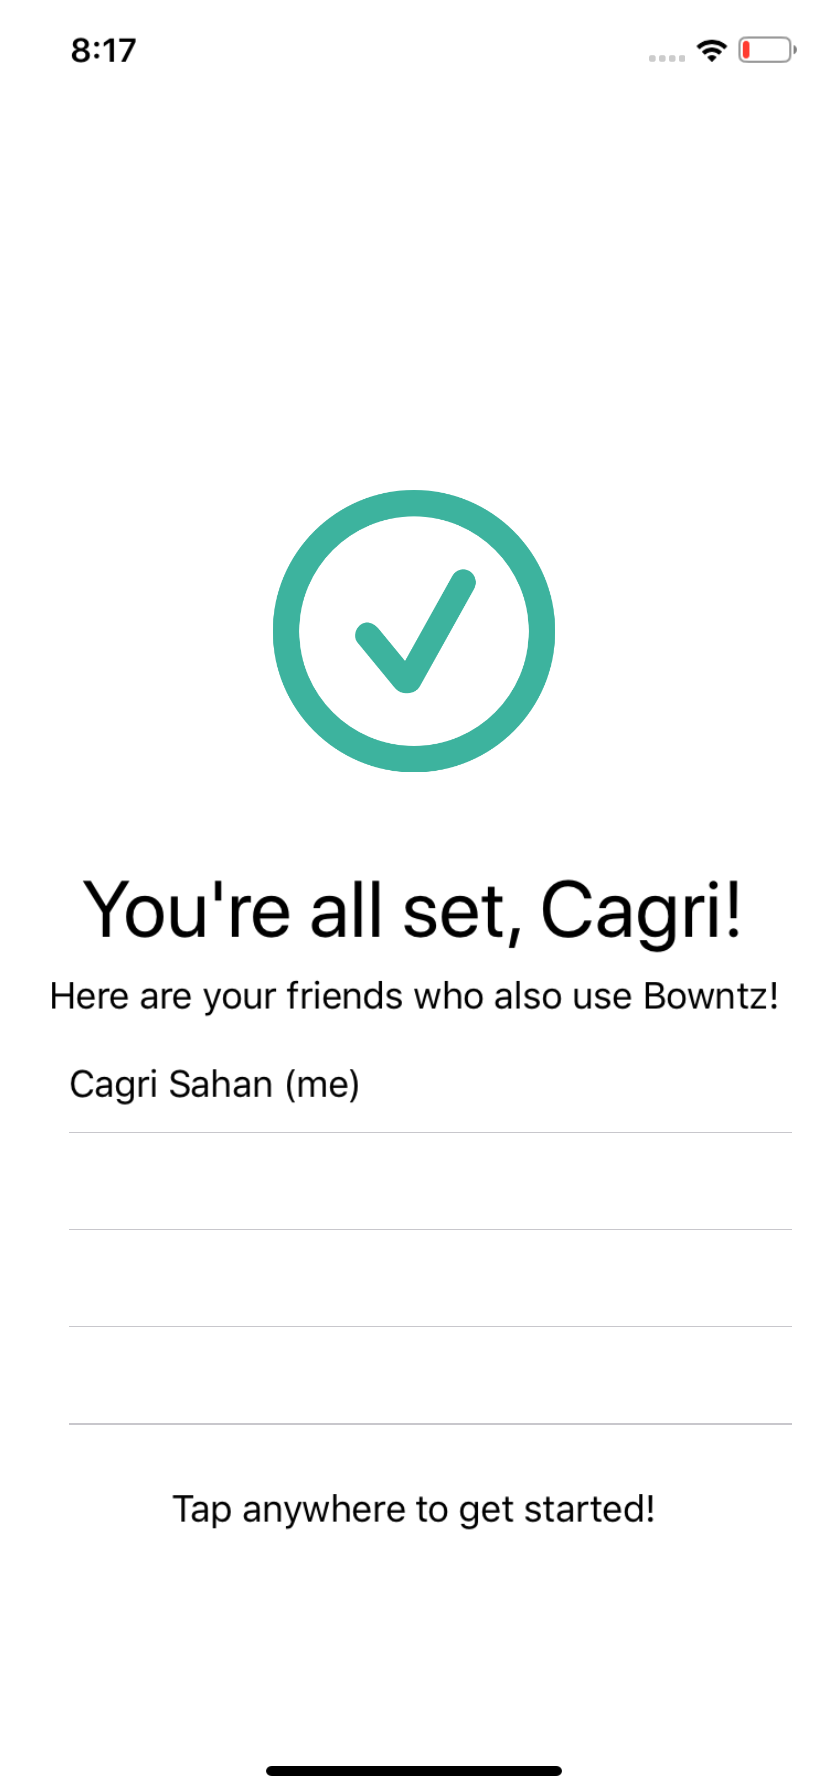 8:17
You're all set, Cagri!
Here are your friends who also use Bowntz!
Cagri Sahan (me)
Tap anywhere to get started!